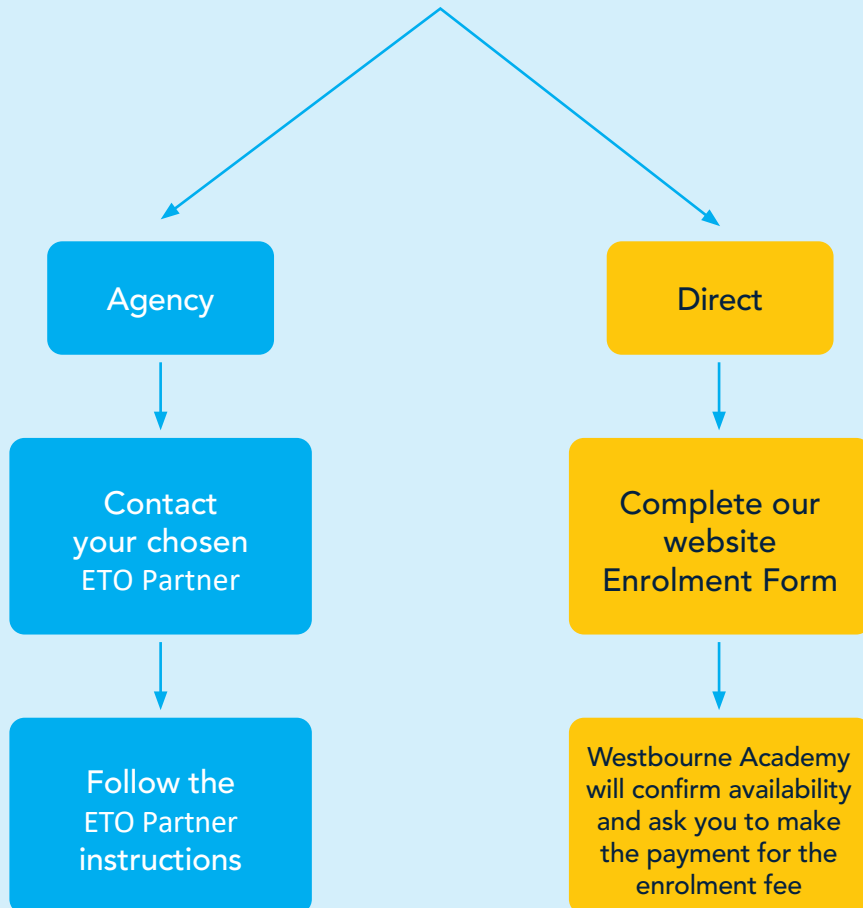 Agency
Direct
Contact
your chosen
ETO Partner
Complete our
website
Enrolment Form
Follow the
ETO Partner
instructions
Westbourne Academy
will confirm availability
and ask you to make
the payment for the
enrolment fee